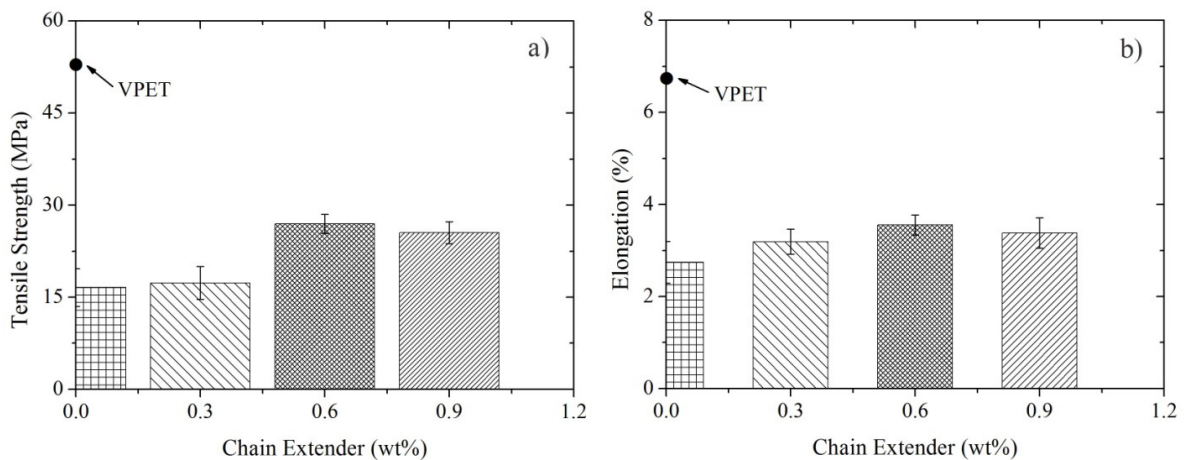 a)
60
45
30
15
0
Tensile Strength (MPa)
VPET
0.0 0.3 0.6 0.9 1.2
Chain Extender (wt%)
b)
8
6
4
2
0
Elongation (%)
VPET
0.0 0.3 0.6 0.9 1.2
Chain Extender (wt%)